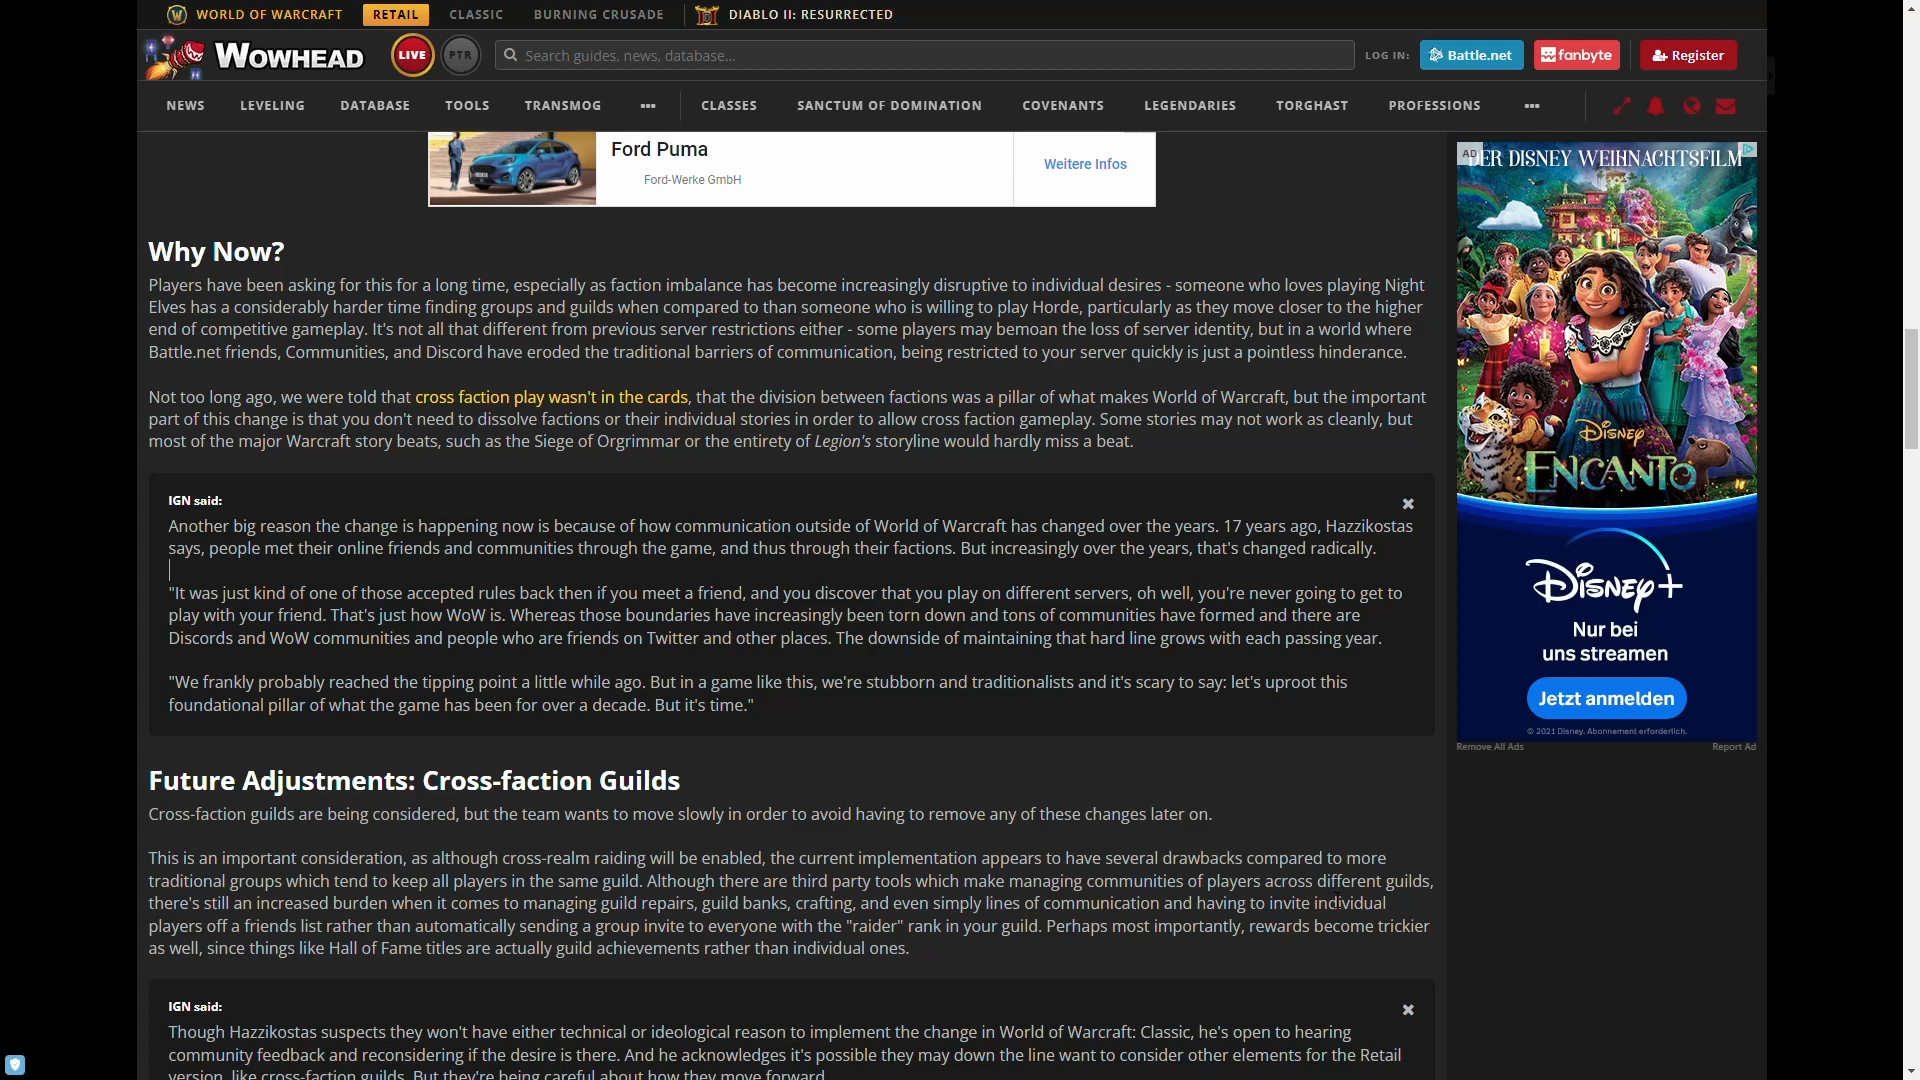 WORLD OF WARCRAFT RETAIL CLASSIC BURNING CRUSADE DIABLO II: RESURRECTED
WOWHEAD LIVE PTR Search guides, news, database... LOG IN: Battle.net fanbyte Register
NEWS LEVELING DATABASE TOOLS TRANSMOG ••• CLASSES SANCTUM OF DOMINATION COVENANTS LEGENDARIES TORGHAST PROFESSIONS •••
Ford Puma
Ford-Werke GmbH
Weitere Infos
Why Now?
Players have been asking for this for a long time, especially as faction imbalance has become increasingly disruptive to individual desires - someone who loves playing Night
Elves has a considerably harder time finding groups and guilds when compared to than someone who is willing to play Horde, particularly as they move closer to the higher
end of competitive gameplay. It's not all that different from previous server restrictions either - some players may bemoan the loss of server identity, but in a world where
Battle.net friends, Communities, and Discord have eroded the traditional barriers of communication, being restricted to your server quickly is just a pointless hinderance.
Not too long ago, we were told that cross faction play wasn't in the cards, that the division between factions was a pillar of what makes World of Warcraft, but the important
part of this change is that you don't need to dissolve factions or their individual stories in order to allow cross faction gameplay. Some stories may not work as cleanly, but
most of the major Warcraft story beats, such as the Siege of Orgrimmar or the entirety of Legion's storyline would hardly miss a beat.
IGN said:
Another big reason the change is happening now is because of how communication outside of World of Warcraft has changed over the years. 17 years ago, Hazzikostas
says, people met their online friends and communities through the game, and thus through their factions. But increasingly over the years, that's changed radically.
"It was just kind of one of those accepted rules back then if you meet a friend, and you discover that you play on different servers, oh well, you're never going to get to
play with your friend. That's just how WoW is. Whereas those boundaries have increasingly been torn down and tons of communities have formed and there are
Discords and WoW communities and people who are friends on Twitter and other places. The downside of maintaining that hard line grows with each passing year.
"We frankly probably reached the tipping point a little while ago. But in a game like this, we're stubborn and traditionalists and it's scary to say: let's uproot this
foundational pillar of what the game has been for over a decade. But it's time."
Future Adjustments: Cross-faction Guilds
Cross-faction guilds are being considered, but the team wants to move slowly in order to avoid having to remove any of these changes later on.
This is an important consideration, as although cross-realm raiding will be enabled, the current implementation appears to have several drawbacks compared to more
traditional groups which tend to keep all players in the same guild. Although there are third party tools which make managing communities of players across different guilds,
there's still an increased burden when it comes to managing guild repairs, guild banks, crafting, and even simply lines of communication and having to invite individual
players off a friends list rather than automatically sending a group invite to everyone with the "raider" rank in your guild. Perhaps most importantly, rewards become trickier
as well, since things like Hall of Fame titles are actually guild achievements rather than individual ones.
IGN said:
Though Hazzikostas suspects they won't have either technical or ideological reason to implement the change in World of Warcraft: Classic, he's open to hearing
community feedback and reconsidering if the desire is there. And he acknowledges it's possible they may down the line want to consider other elements for the Retail
version, like cross-faction guilds. But they're being careful about how they move forward.
AD
DER DISNEY WEIHNACHTSFILM
DISNEY
ENCANTO
Disney+
Nur bei
uns streamen
Jetzt anmelden
© 2021 Disney. Abonnement erforderlich.
Remove All Ads Report Ad